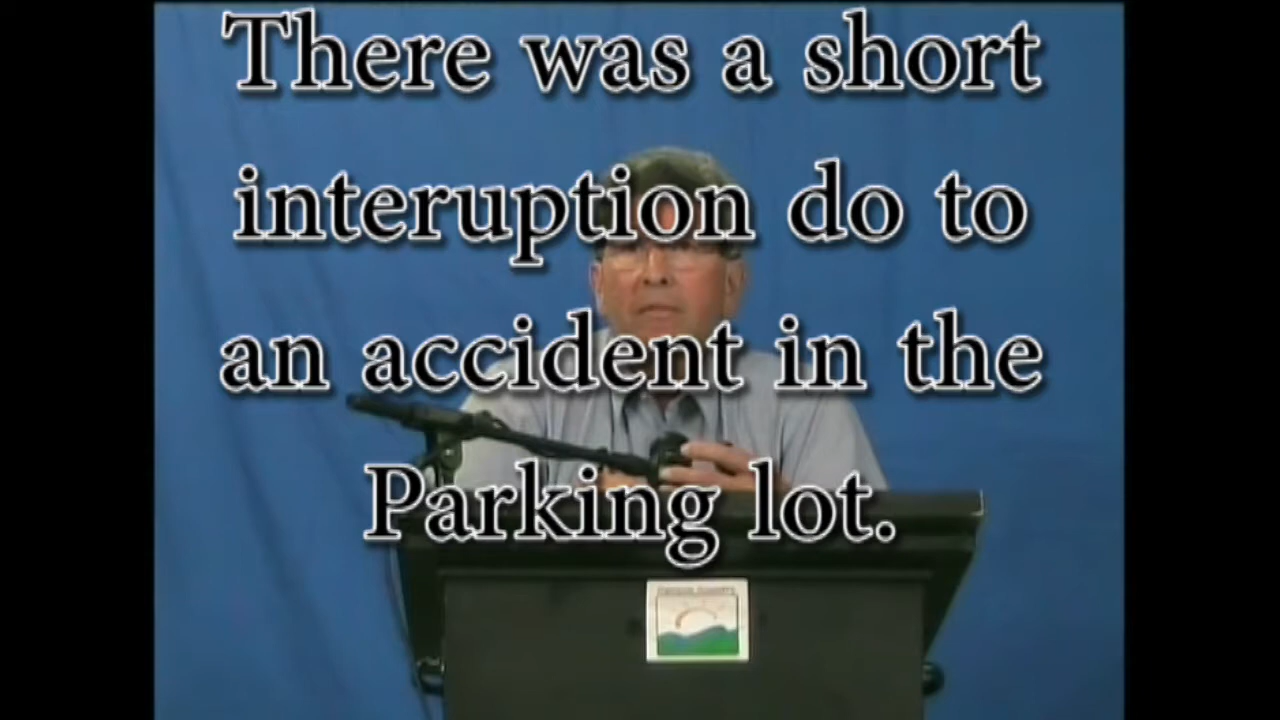 There was a short
interuption do to
an accident in the
Parking lot.